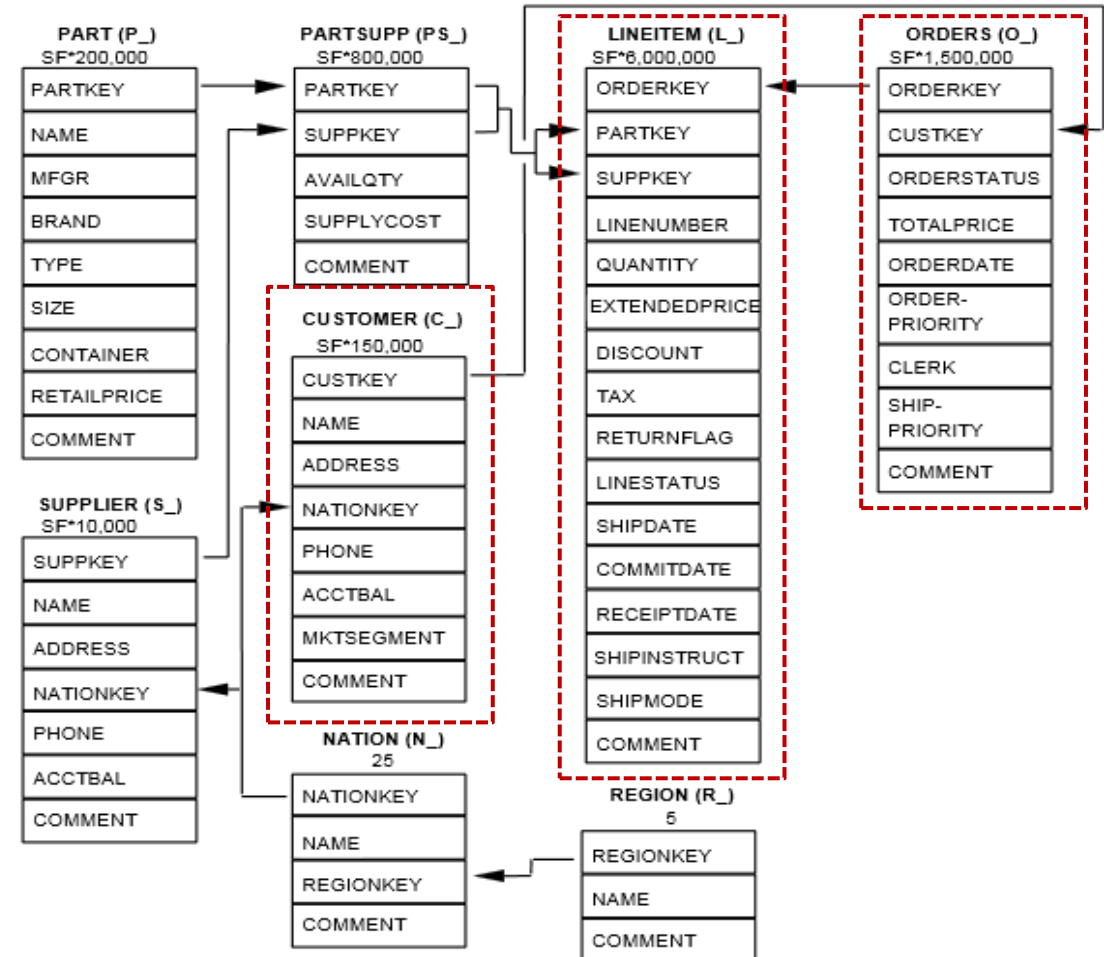 PART (P_)
SF*200,000
PARTKEY
NAME
MFGR
BRAND
TYPE
SIZE
CONTAINER
RETAILPRICE
COMMENT
SUPPLIER (S_)
SF*10,000
SUPPKEY
NAME
ADDRESS
NATIONKEY
PHONE
ACCTBAL
COMMENT
PARTSUPP (PS_)
SF*800,000
PARTKEY
SUPPKEY
AVAILQTY
SUPPLYCOST
COMMENT
CUSTOMER (C_)
SF*150,000
CUSTKEY
NAME
ADDRESS
NATIONKEY
PHONE
ACCTBAL
MKTSEGMENT
COMMENT
NATION (N_)
25
NATIONKEY
NAME
REGIONKEY
COMMENT
LINEITEM (L_)
SF*6,000,000
ORDERKEY
PARTKEY
SUPPKEY
LINENUMBER
QUANTITY
EXTENDEDPRICE
DISCOUNT
TAX
RETURNFLAG
LINESTATUS
SHIPDATE
COMMITDATE
RECEIPTDATE
SHIPINSTRUCT
SHIPMODE
COMMENT
REGION (R_)
5
REGIONKEY
NAME
COMMENT
ORDERS (O_)
SF*1,500,000
ORDERKEY
CUSTKEY
ORDERSTATUS
TOTALPRICE
ORDERDATE
ORDER-
PRIORITY
CLERK
SHIP-
PRIORITY
COMMENT